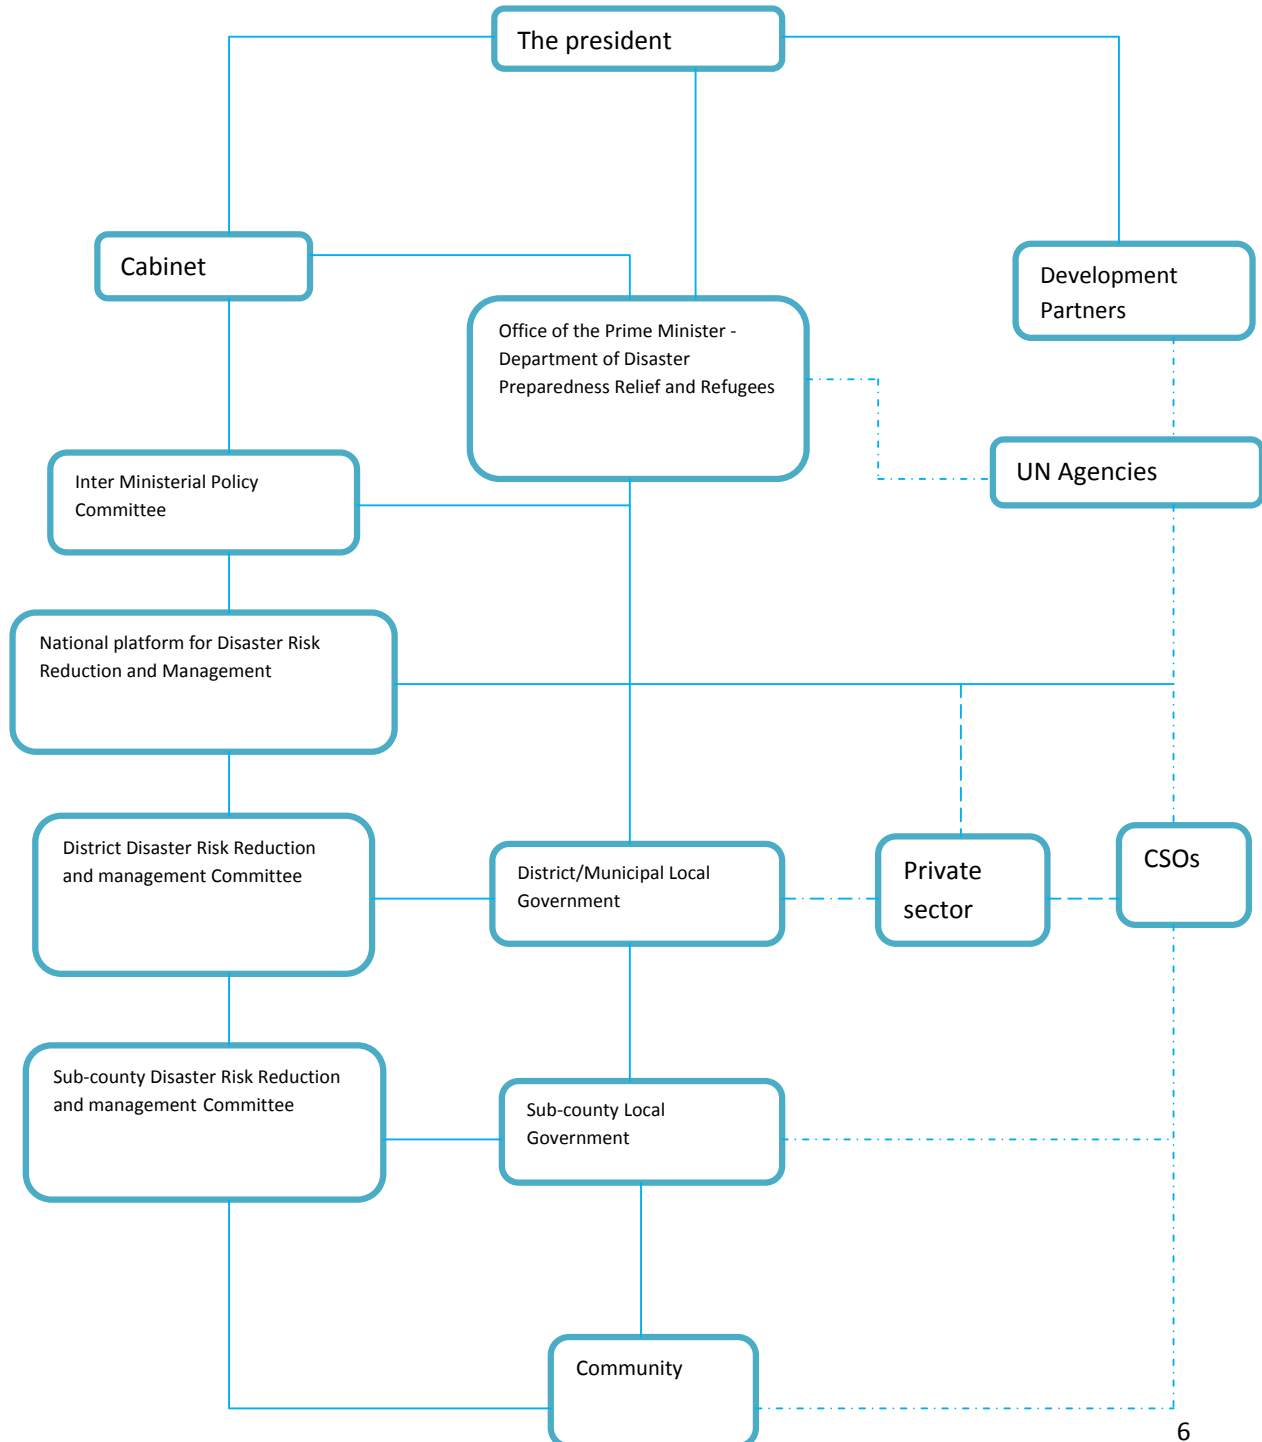 The president
Cabinet
Development
Partners
Office of the Prime Minister -
Department of Disaster
Preparedness Relief and Refugees
Inter Ministerial Policy
Committee
UN Agencies
National platform for Disaster Risk
Reduction and Management
District Disaster Risk Reduction
and management Committee
District/Municipal Local
Government
Private
sector
CSOs
Sub-county Disaster Risk Reduction
and management Committee
Sub-county Local
Government
Community
6